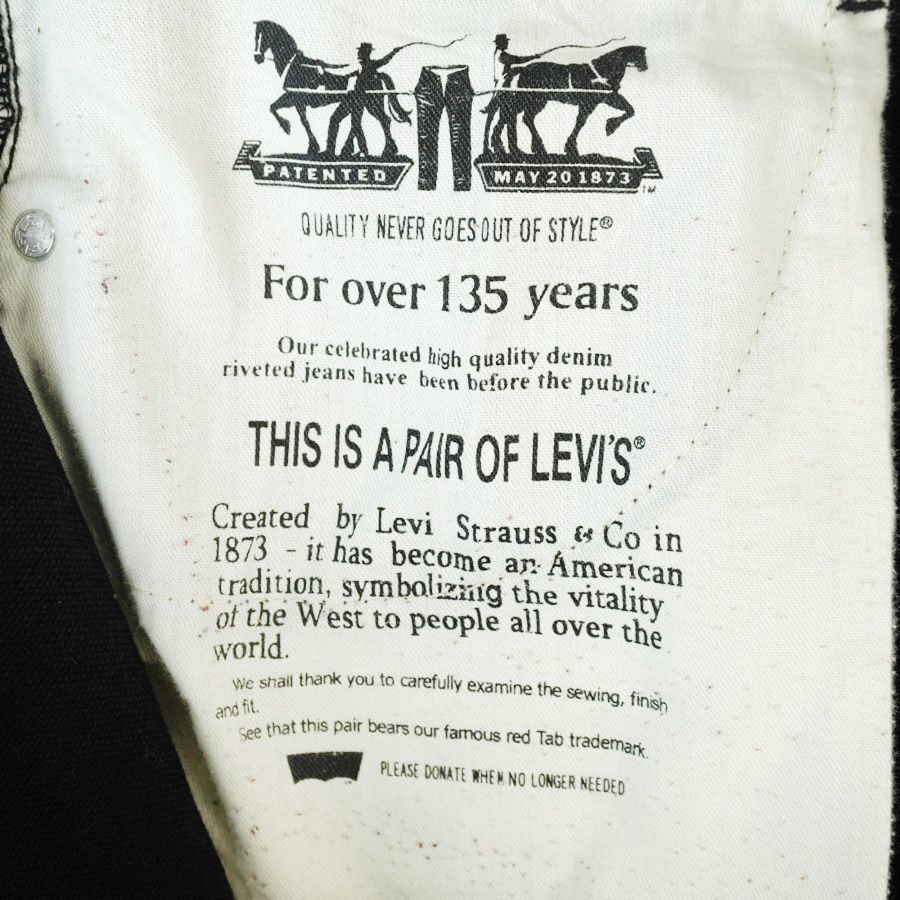 PATENTED MAY 20 1873 ™
QUALITY NEVER GOES OUT OF STYLE®
For over 135 years
Our celebrated high quality denim
riveted jeans have been before the public.
THIS IS A PAIR OF LEVI'S®
Created by Levi Strauss & Co in
1873 - it has become an American
tradition, symbolizing the vitality
of the West to people all over the
world.
We shall thank you to carefully examine the sewing, finish
and fit.
See that this pair bears our famous red Tab trademark.
PLEASE DONATE WHEN NO LONGER NEEDED